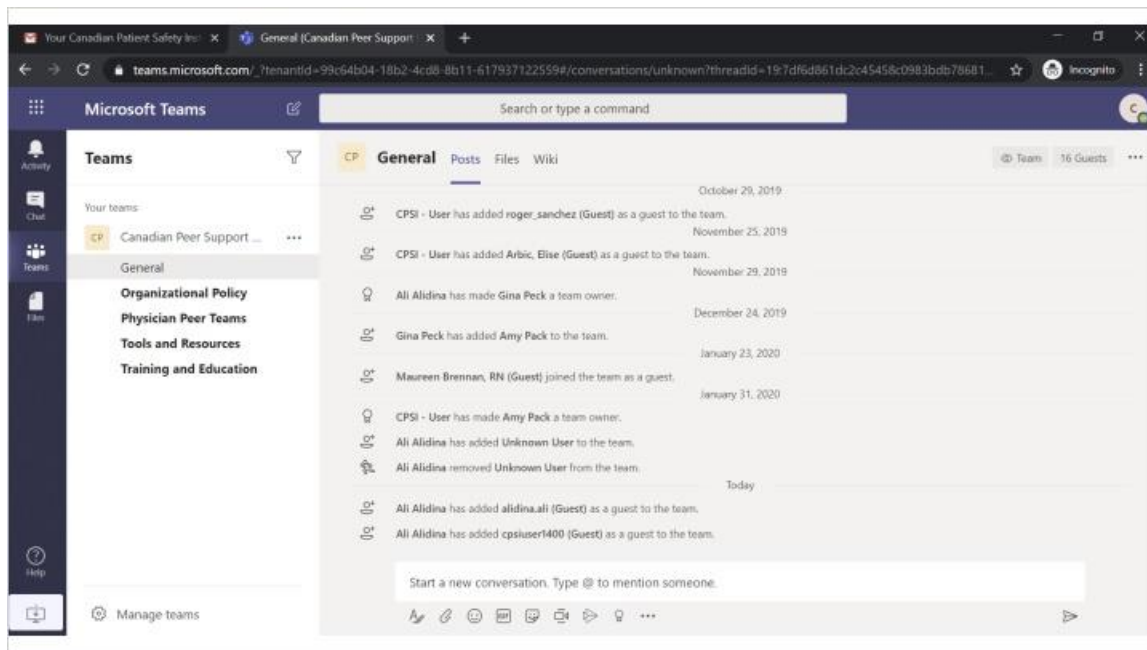 Your Canadian Patient Safety Ins
General (Canadian Peer Support
teams.microsoft.com/_?tenantId=99c64b04-18b2-4cd8-8b11-617937122559#/conversations/unknown?threadId=19:7df6d861dc2c45458c0983bdb78681...
Incognito
Microsoft Teams
Search or type a command
C
Activity
Chat
Teams
Files
Help
Teams
Your teams
CP Canadian Peer Support ...
General
Organizational Policy
Physician Peer Teams
Tools and Resources
Training and Education
Manage teams
CP General Posts Files Wiki
Team 16 Guests
October 29, 2019
CPSI - User has added roger_sanchez (Guest) as a guest to the team.
November 25, 2019
CPSI - User has added Arbic, Elise (Guest) as a guest to the team.
November 29, 2019
Ali Alidina has made Gina Peck a team owner.
December 24, 2019
Gina Peck has added Amy Pack to the team.
January 23, 2020
Maureen Brennan, RN (Guest) joined the team as a guest.
January 31, 2020
CPSI - User has made Amy Pack a team owner.
Ali Alidina has added Unknown User to the team.
Ali Alidina removed Unknown User from the team.
Today
Ali Alidina has added alidina.ali (Guest) as a guest to the team.
Ali Alidina has added cpsiuser1400 (Guest) as a guest to the team.
Start a new conversation. Type @ to mention someone.
GIF